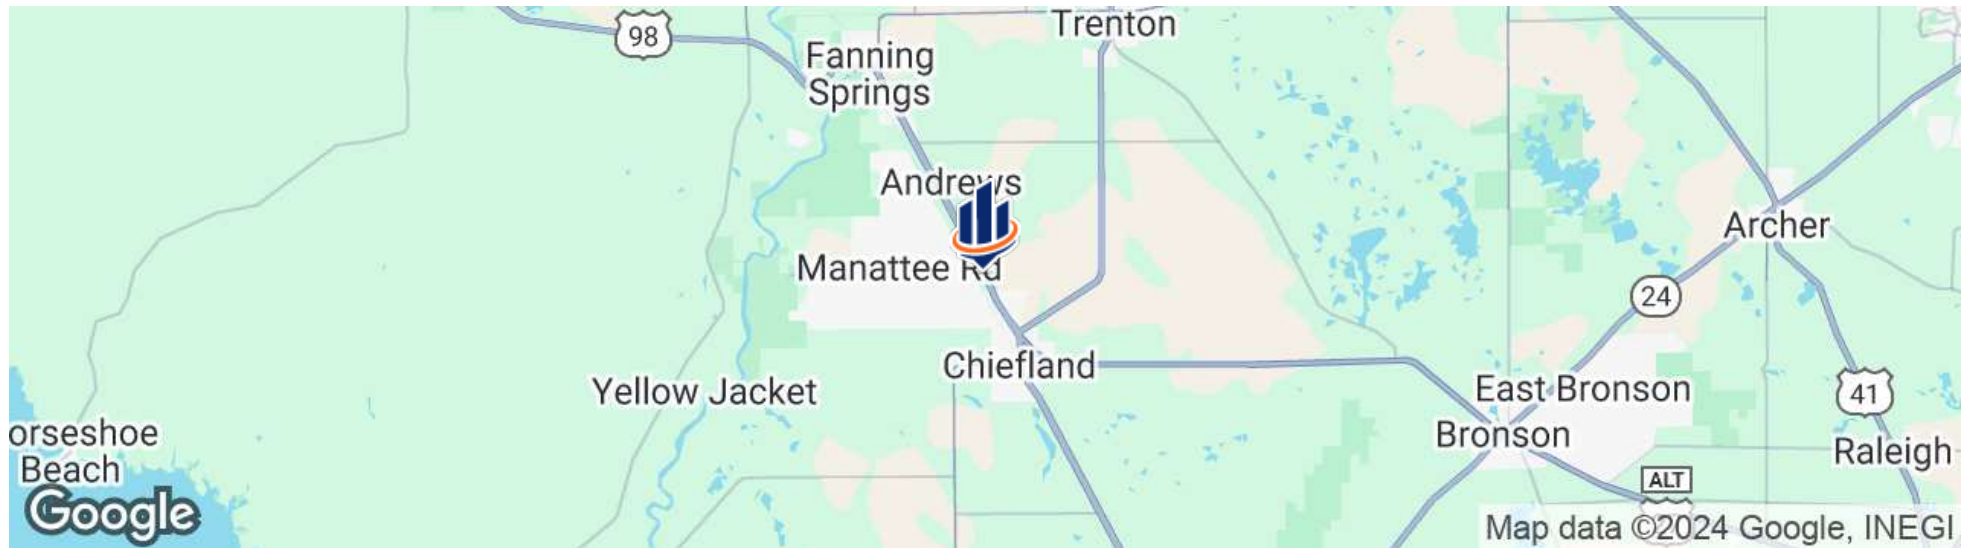 Trenton
98
Fanning
Springs
Andrews
Archer
Manattee Rd
24
Chiefland
Yellow Jacket
East Bronson
41
orseshoe
Beach
Bronson
Raleigh
ALT
Google
Map data ©2024 Google, INEGI